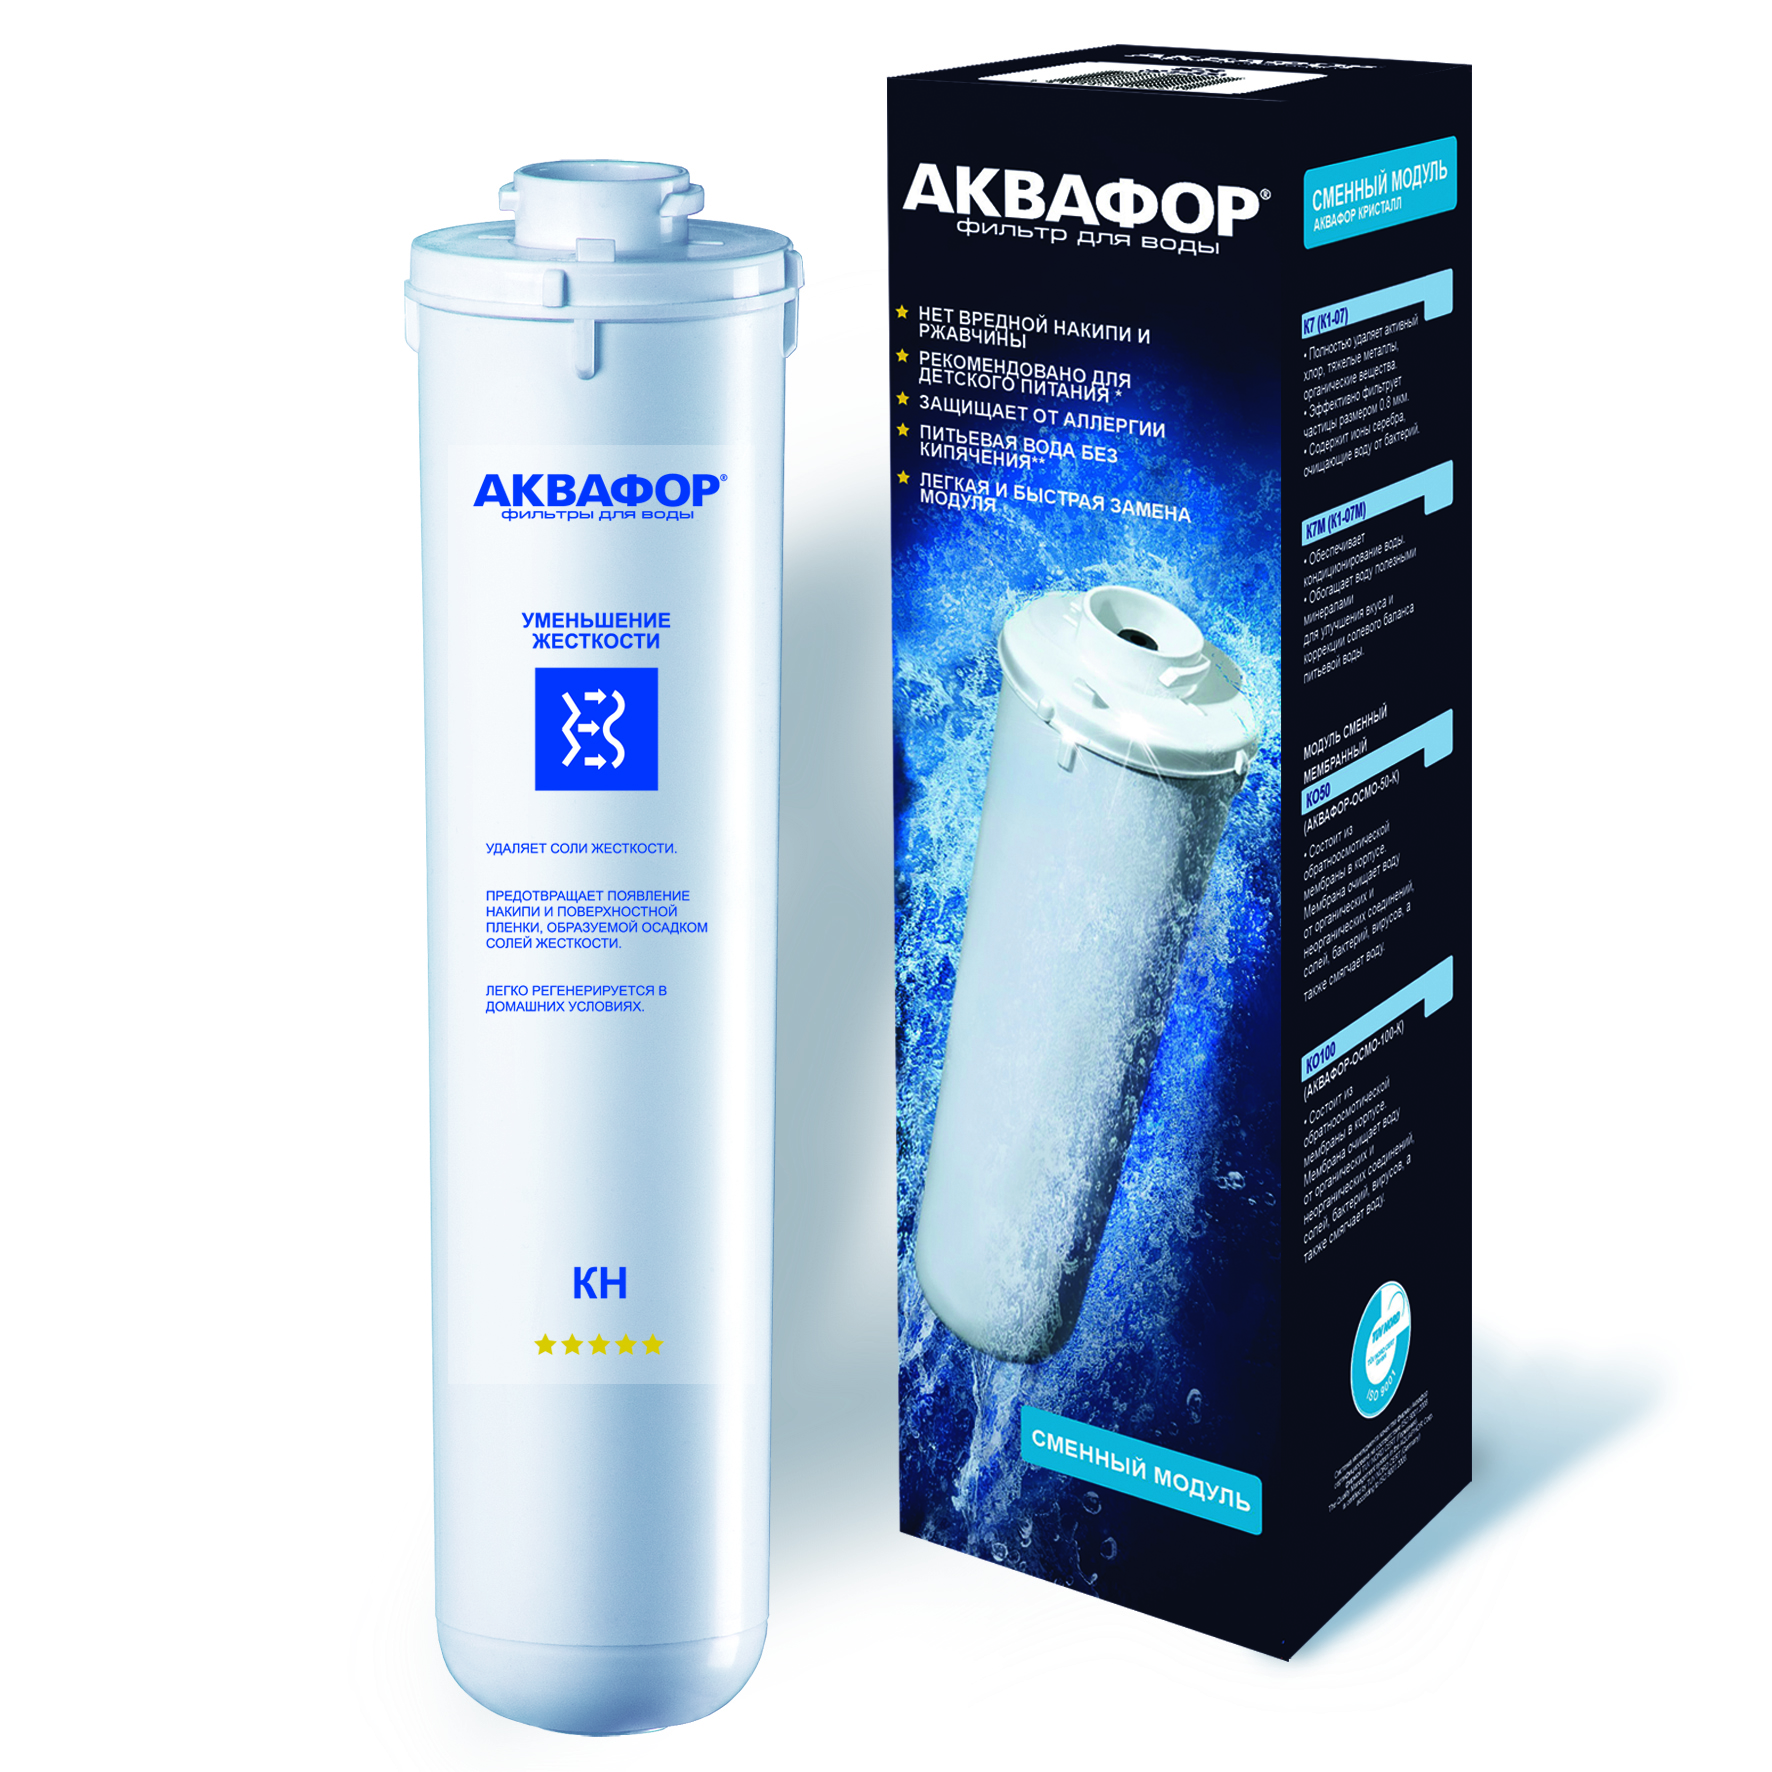 АКВАФОР®
ФИЛЬТРЫ ДЛЯ ВОДЫ
УМЕНЬШЕНИЕ
ЖЕСТКОСТИ
УДАЛЯЕТ СОЛИ ЖЕСТКОСТИ.
ПРЕДОТВРАЩАЕТ ПОЯВЛЕНИЕ
НАКИПИ И ПОВЕРХНОСТНОЙ
ПЛЕНКИ, ОБРАЗУЕМОЙ ОСАДКОМ
СОЛЕЙ ЖЕСТКОСТИ.
ЛЕГКО РЕГЕНЕРИРУЕТСЯ В
ДОМАШНИХ УСЛОВИЯХ.
КН
АКВАФОР
АКВАФОР®
ФИЛЬТР ДЛЯ ВОДЫ
НЕТ ВРЕДНОЙ НАКИПИ И
РЖАВЧИНЫ
РЕКОМЕНДОВАНО ДЛЯ
ДЕТСКОГО ПИТАНИЯ *
ЗАЩИЩАЕТ ОТ АЛЛЕРГИИ
ПИТЬЕВАЯ ВОДА БЕЗ
КИПЯЧЕНИЯ**
ЛЕГКАЯ И БЫСТРАЯ ЗАМЕНА
МОДУЛЯ
СМЕННЫЙ МОДУЛЬ
СМЕННЫЙ МОДУЛЬ
АКВАФОР КРИСТАЛЛ
К7 (К1-07)
• Полностью удаляет активный
хлор, тяжелые металлы,
органические вещества.
• Эффективно фильтрует
частицы размером 0.8 мкм.
• Содержит ионы серебра,
очищающие воду от бактерий.
К7М (К1-07М)
• Обеспечивает
кондиционирование воды.
• Обогащает воду полезными
минералами
для улучшения вкуса и
коррекции солевого баланса
питьевой воды.
МОДУЛЬ СМЕННЫЙ
МЕМБРАННЫЙ
КО50
(АКВАФОР-ОСМО-50-К)
• Состоит из
обратноосмотической
мембраны в корпусе.
Мембрана очищает воду
от органических и
неорганических соединений,
солей, бактерий, вирусов, а
также смягчает воду.
КО100
(АКВАФОР-ОСМО-100-К)
• Состоит из
обратноосмотической
мембраны в корпусе.
Мембрана очищает воду
от органических и
неорганических соединений,
солей, бактерий, вирусов, а
также смягчает воду.
TUV NORD
ISO 9001